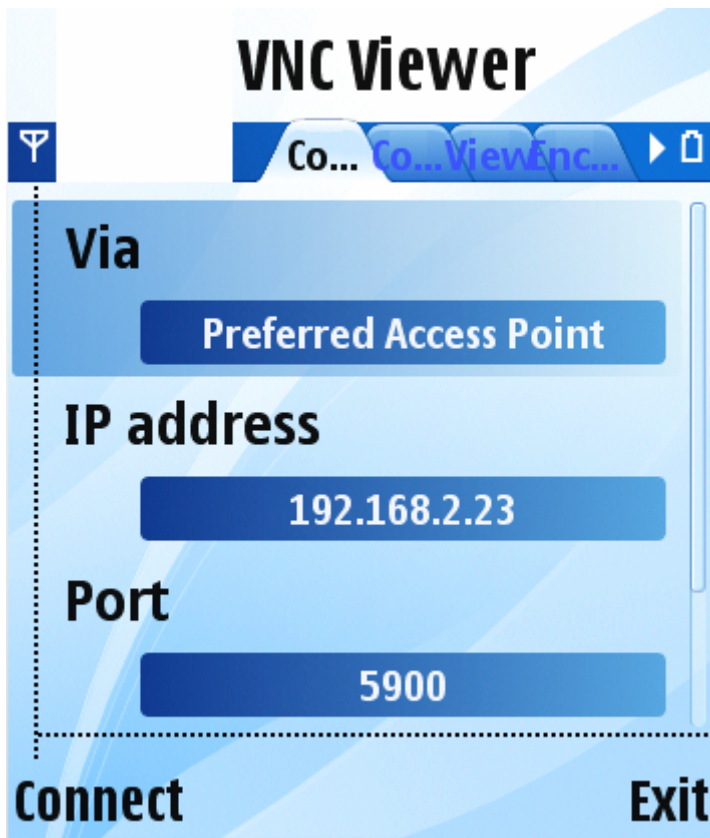 VNC Viewer
Co... Co... View Enc...
Via
Preferred Access Point
IP address
192.168.2.23
Port
5900
Connect Exit